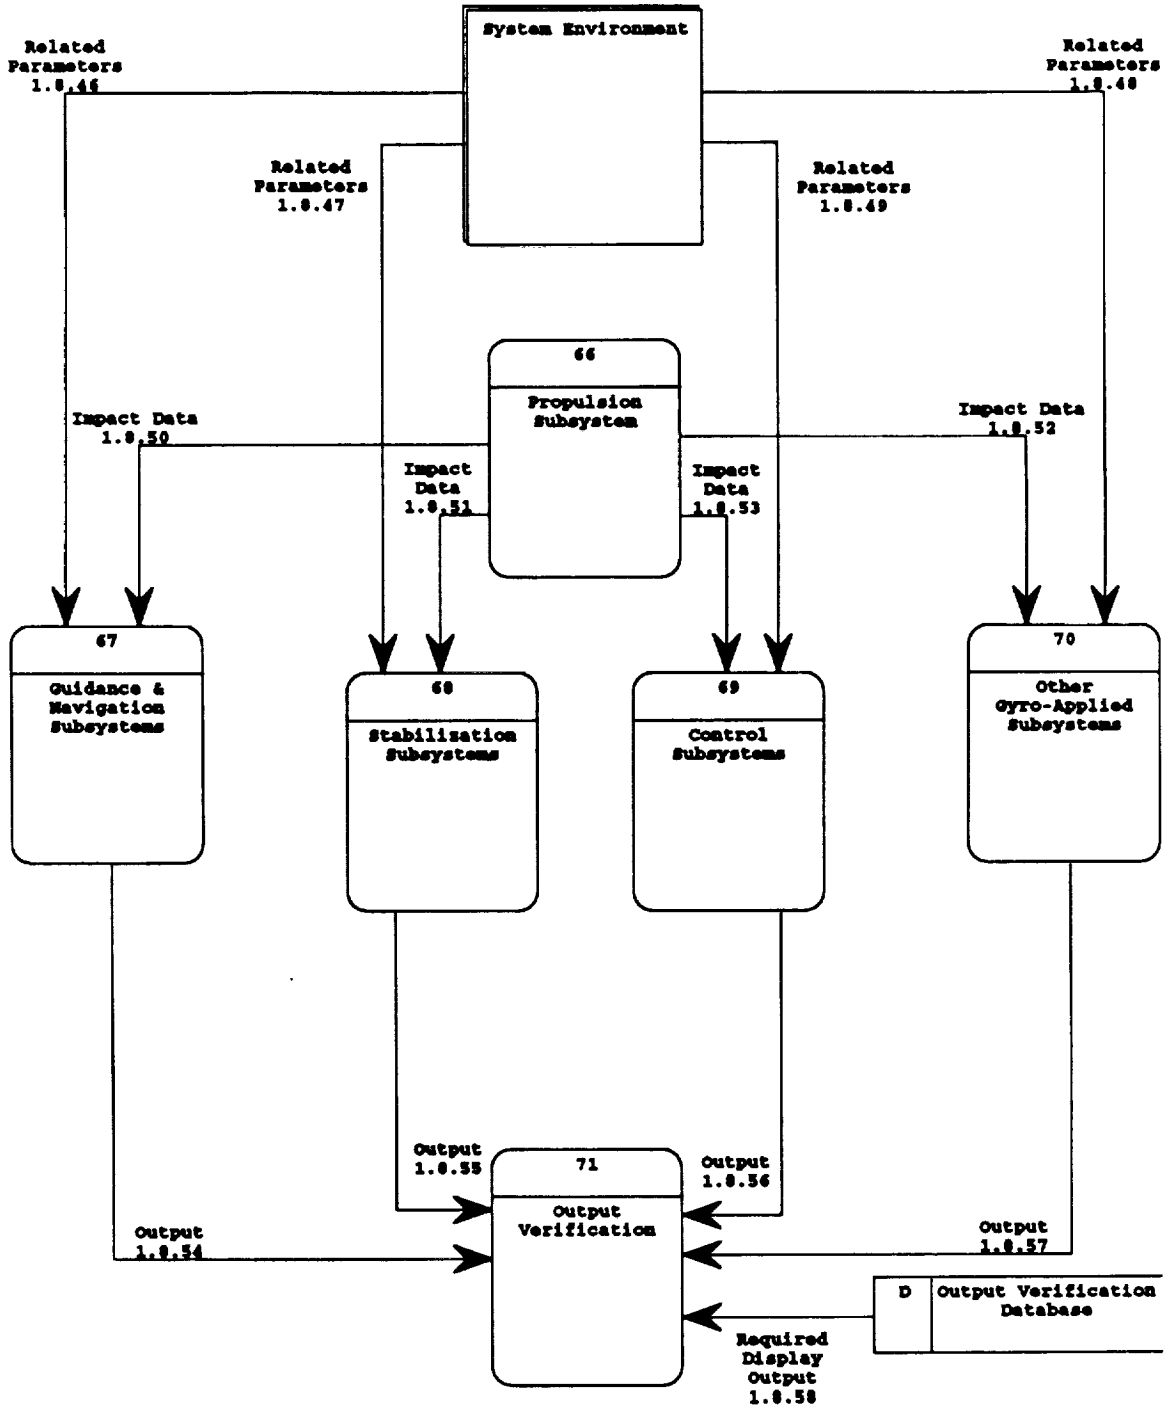 System Environment
Related
Parameters
1.8.46
Related
Parameters
1.8.48
Related
Parameters
1.8.47
Related
Parameters
1.8.49
66
Propulsion
Subsystem
Impact Data
1.8.50
Impact Data
1.8.52
Impact
Data
1.8.51
Impact
Data
1.8.53
67
Guidance &
Navigation
Subsystems
68
Stabilization
Subsystems
69
Control
Subsystems
70
Other
Gyro-Applied
Subsystems
Output
1.8.55
71
Output
Verification
Output
1.8.56
Output
1.8.54
Output
1.8.57
D
Output Verification
Database
Required
Display
Output
1.8.58